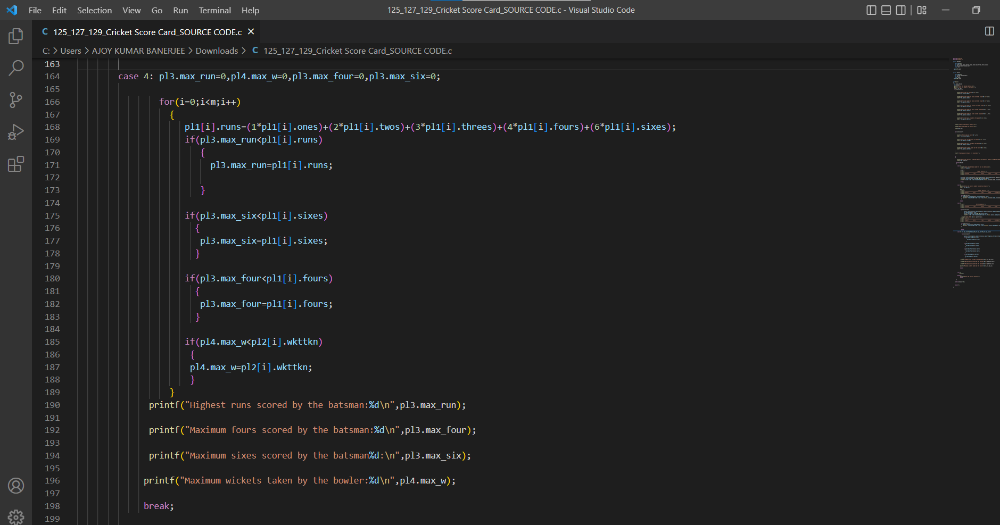 File Edit Selection View Go Run Terminal Help 125_127_129_Cricket Score Card_SOURCE CODE.c - Visual Studio Code
C 125_127_129_Cricket Score Card_SOURCE CODE.c
C: > Users > AJOY KUMAR BANERJEE > Downloads > C 125_127_129_Cricket Score Card_SOURCE CODE.c
163
164 case 4: pl3.max_run=0,pl4.max_w=0,pl3.max_four=0,pl3.max_six=0;
165
166 for(i=0;i<m;i++)
167 {
168 pl1[i].runs=(1*pl1[i].ones)+(2*pl1[i].twos)+(3*pl1[i].threes)+(4*pl1[i].fours)+(6*pl1[i].sixes);
169 if(pl3.max_run<pl1[i].runs)
170 {
171 pl3.max_run=pl1[i].runs;
172
173 }
174
175 if(pl3.max_six<pl1[i].sixes)
176 {
177 pl3.max_six=pl1[i].sixes;
178 }
179
180 if(pl3.max_four<pl1[i].fours)
181 {
182 pl3.max_four=pl1[i].fours;
183 }
184
185 if(pl4.max_w<pl2[i].wkttkn)
186 {
187 pl4.max_w=pl2[i].wkttkn;
188 }
189 }
190 printf("Highest runs scored by the batsman:%d\n",pl3.max_run);
191
192 printf("Maximum fours scored by the batsman:%d\n",pl3.max_four);
193
194 printf("Maximum sixes scored by the batsman%d:\n",pl3.max_six);
195
196 printf("Maximum wickets taken by the bowler:%d\n",pl4.max_w);
197
198 break;
199